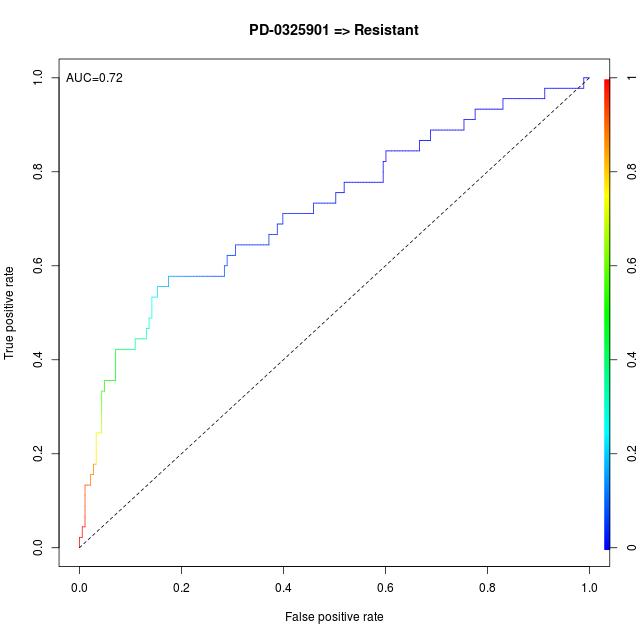 PD-0325901 => Resistant
AUC=0.72
True positive rate
1.0
0.8
0.6
0.4
0.2
0.0
0.0 0.2 0.4 0.6 0.8 1.0
False positive rate
1
0.8
0.6
0.4
0.2
0